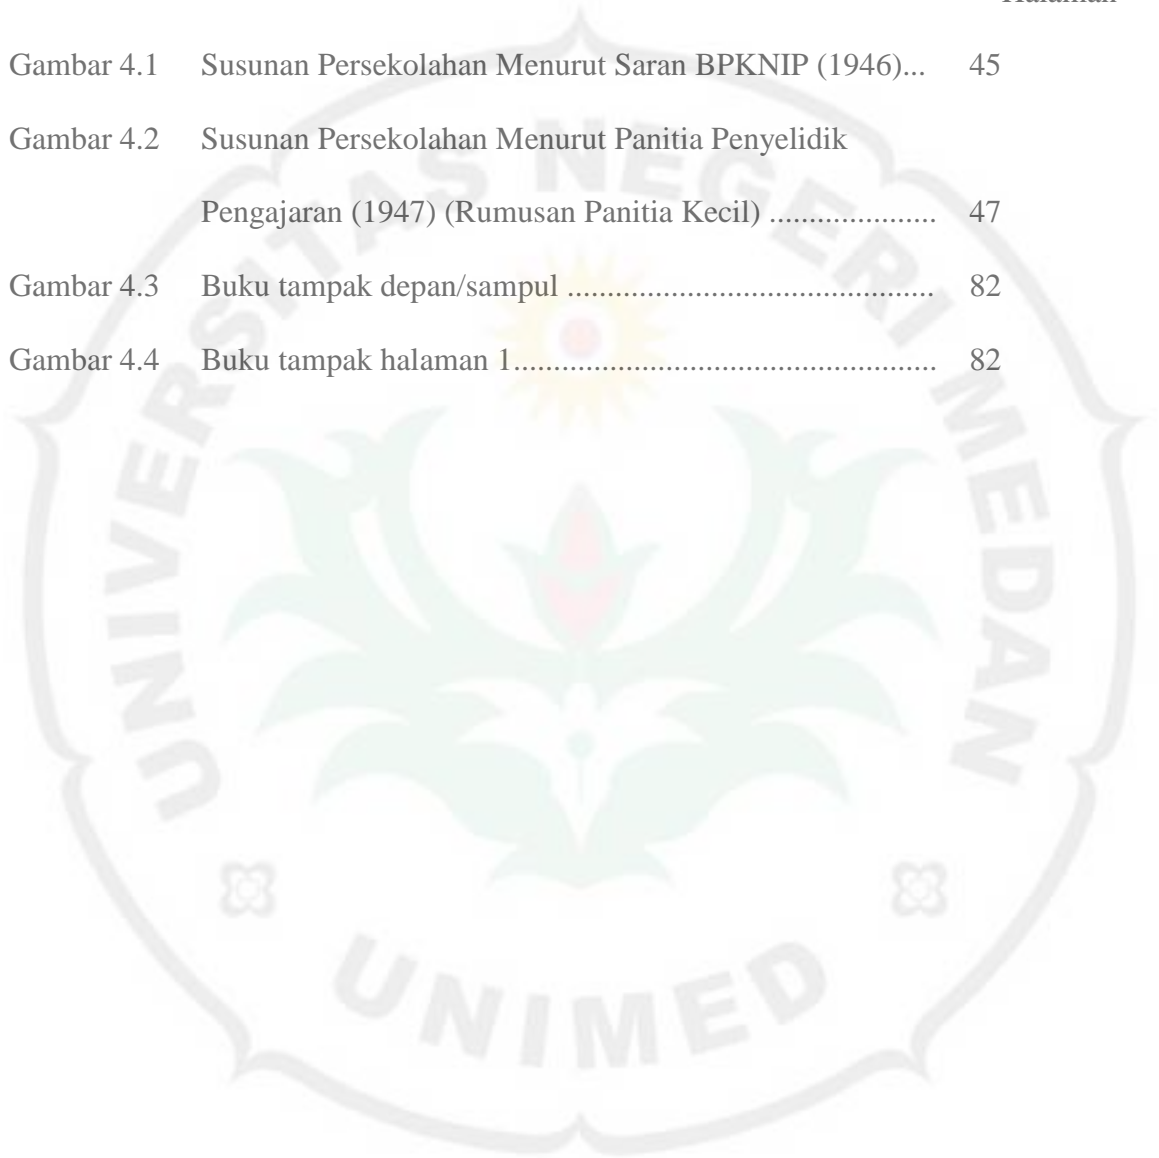 Halaman
Gambar 4.1 Susunan Persekolahan Menurut Saran BPKNIP (1946)... 45
Gambar 4.2 Susunan Persekolahan Menurut Panitia Penyelidik
Pengajaran (1947) (Rumusan Panitia Kecil) ..................... 47
Gambar 4.3 Buku tampak depan/sampul .............................................. 82
Gambar 4.4 Buku tampak halaman 1..................................................... 82
UNIVERSITAS NEGERI MEDAN
UNIMED